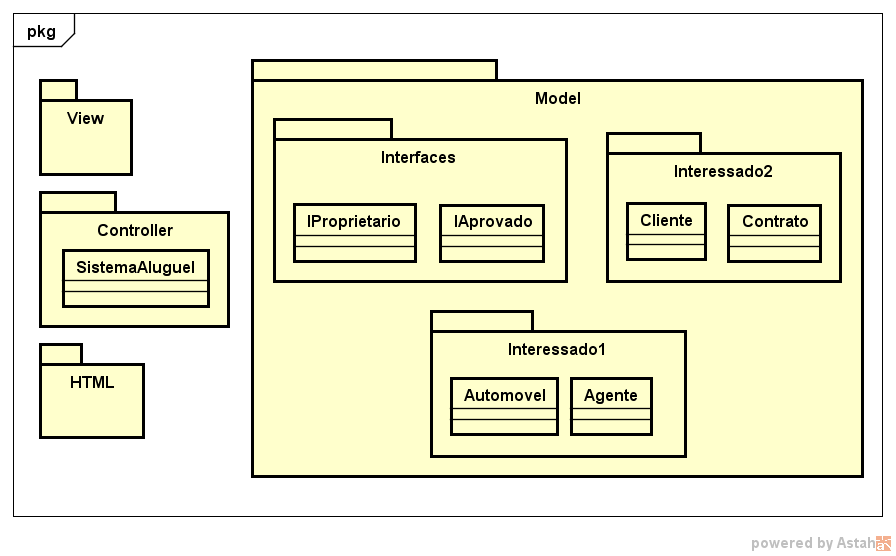 pkg
View
Controller
SistemaAluguel
HTML
Model
Interfaces
IProprietario
IAprovado
Interessado2
Cliente
Contrato
Interessado1
Automovel
Agente
powered by Astah